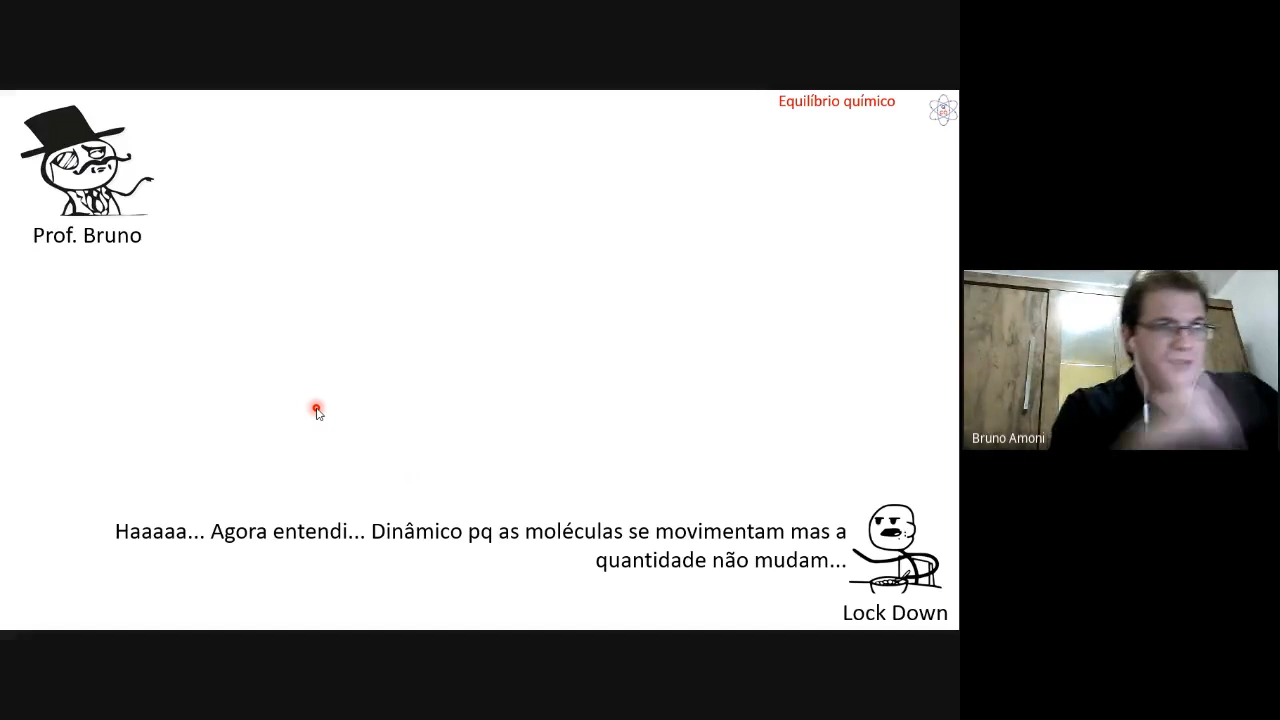 Equilíbrio químico
Prof. Bruno
Bruno Amoni
Haaaaa... Agora entendi... Dinâmico pq as moléculas se movimentam mas a
quantidade não mudam...
Lock Down